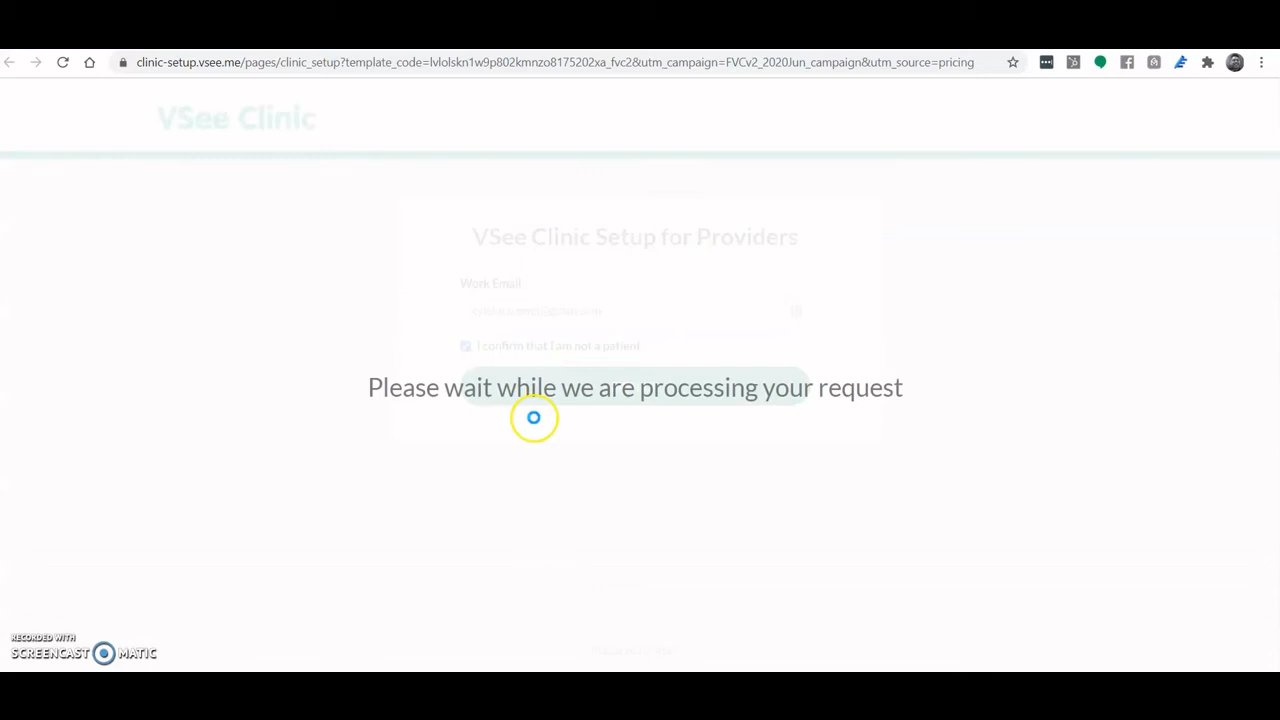 clinic-setup.vsee.me/pages/clinic_setup?template_code=lvlolskn1w9p802kmtzo8175202xa_fvc2&utm_campaign=FVCv2_2020Jun_campaign&utm_source=pricing
VSee Clinic
VSee Clinic Setup for Providers
Work Email
I confirm that I am not a patient
Please wait while we are processing your request
RECORDED WITH
SCREENCAST MATIC